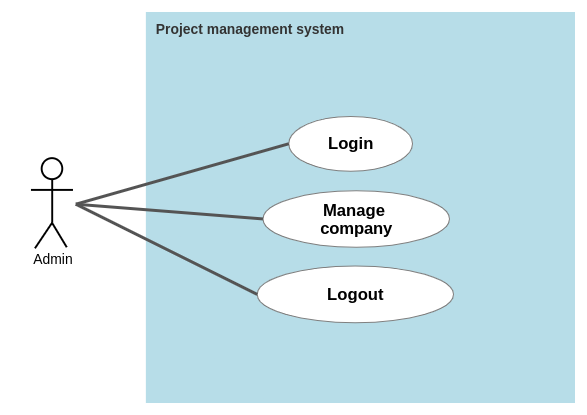 Project management system
Login
Manage
company
Logout
Admin